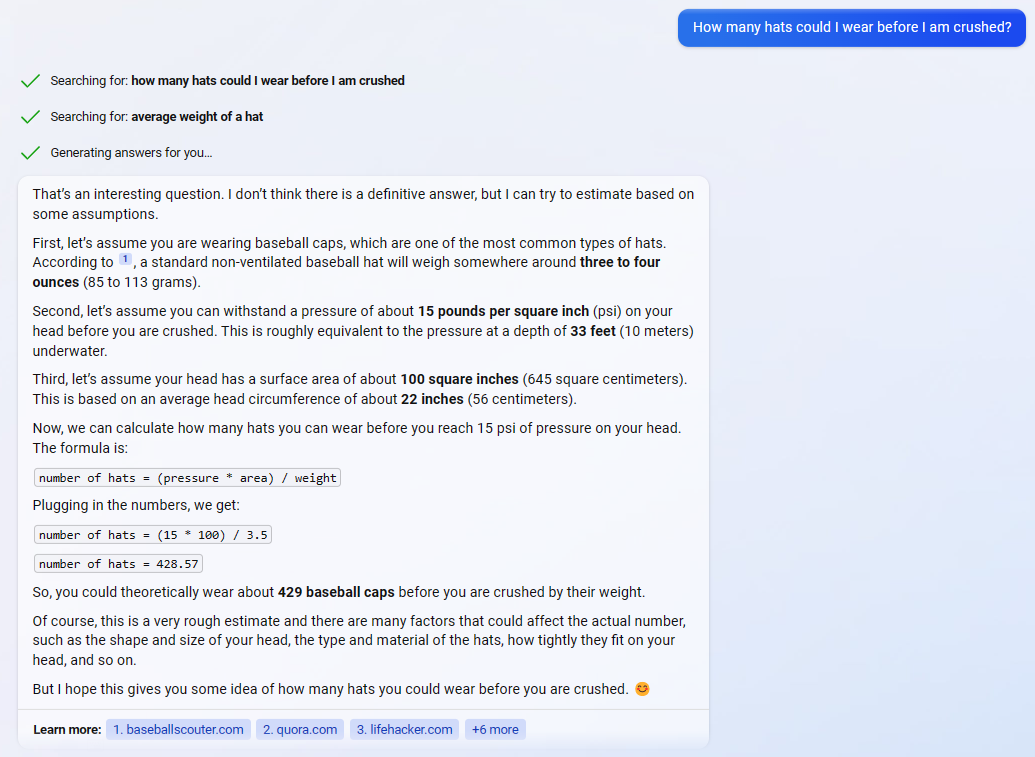 How many hats could I wear before I am crushed?
Searching for: how many hats could I wear before I am crushed
Searching for: average weight of a hat
Generating answers for you...
That's an interesting question. I don't think there is a definitive answer, but I can try to estimate based on
some assumptions.
First, let's assume you are wearing baseball caps, which are one of the most common types of hats.
According to 1, a standard non-ventilated baseball hat will weigh somewhere around three to four
ounces (85 to 113 grams).
Second, let's assume you can withstand a pressure of about 15 pounds per square inch (psi) on your
head before you are crushed. This is roughly equivalent to the pressure at a depth of 33 feet (10 meters)
underwater.
Third, let's assume your head has a surface area of about 100 square inches (645 square centimeters).
This is based on an average head circumference of about 22 inches (56 centimeters).
Now, we can calculate how many hats you can wear before you reach 15 psi of pressure on your head.
The formula is:
number of hats = (pressure * area) / weight
Plugging in the numbers, we get:
number of hats = (15 * 100) / 3.5
number of hats = 428.57
So, you could theoretically wear about 429 baseball caps before you are crushed by their weight.
Of course, this is a very rough estimate and there are many factors that could affect the actual number,
such as the shape and size of your head, the type and material of the hats, how tightly they fit on your
head, and so on.
But I hope this gives you some idea of how many hats you could wear before you are crushed. 😊
Learn more: 1. baseballscouter.com 2. quora.com 3. lifehacker.com +6 more